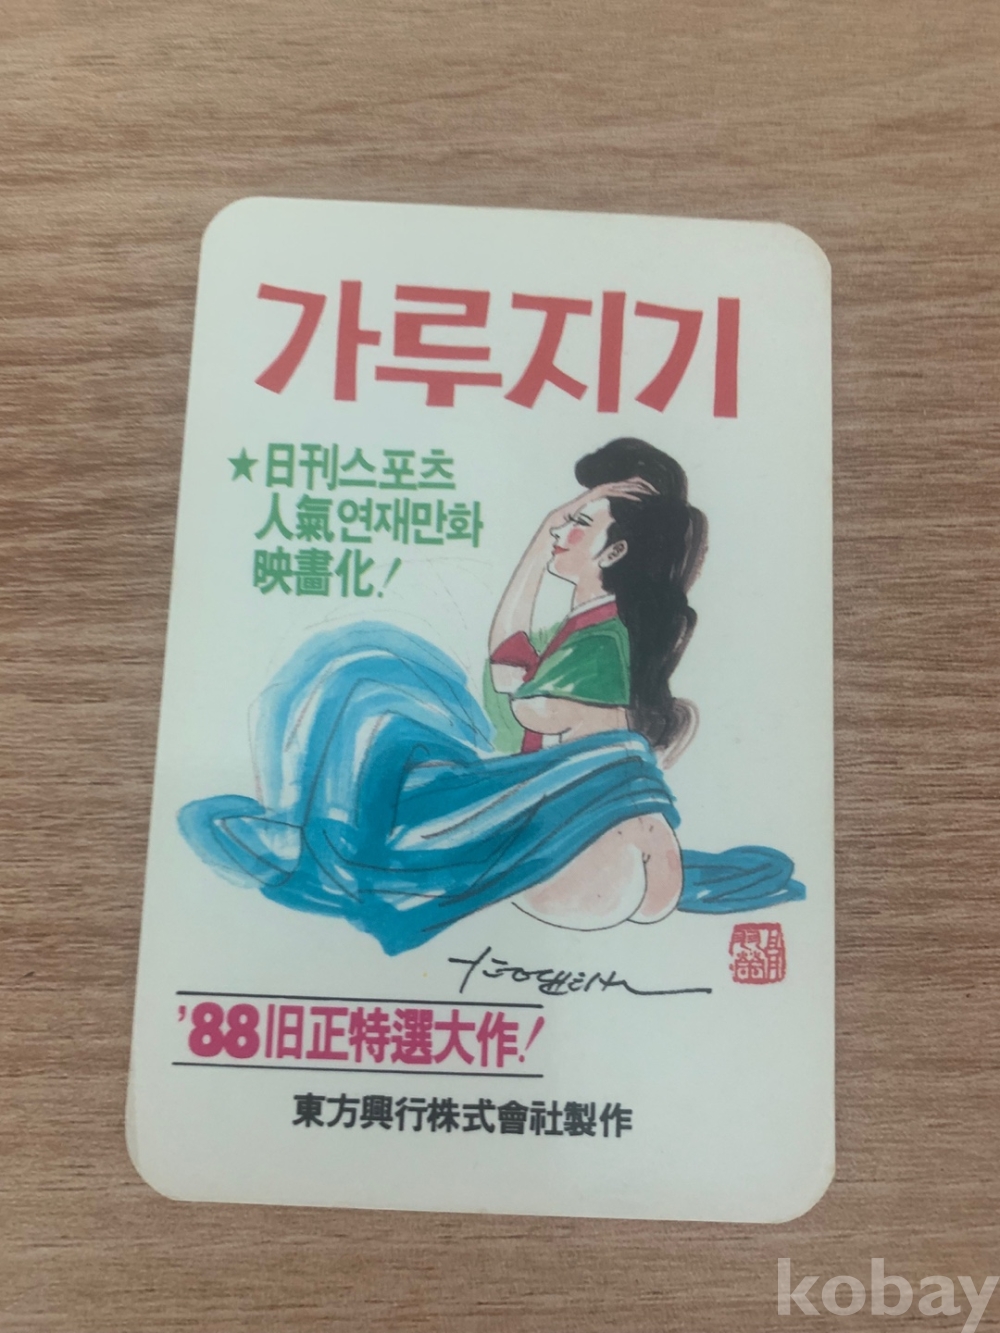 가루지기
★日刊스포츠
人氣연재만화
映畵化!
'88旧正特選大作!
東方興行株式會社製作
kobay